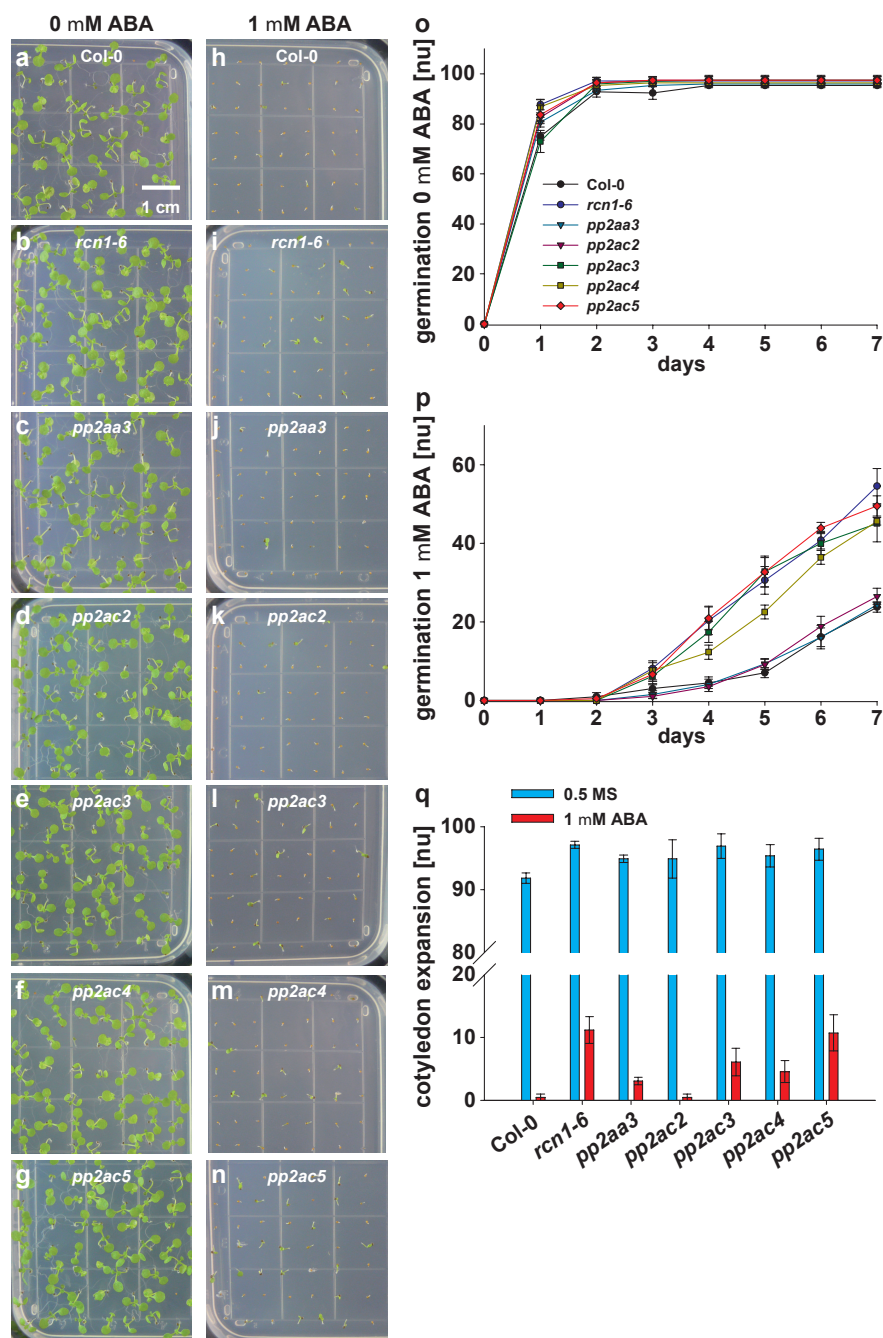 0 mM ABA
1 mM ABA
a
Col-0
1 cm
b
rcn1-6
c
pp2aa3
d
pp2ac2
e
pp2ac3
f
pp2ac4
g
pp2ac5
h
Col-0
i
rcn1-6
j
pp2aa3
k
pp2ac2
l
pp2ac3
m
pp2ac4
n
pp2ac5
o
germination 0 mM ABA [nu]
100
80
60
40
20
0
Col-0
rcn1-6
pp2aa3
pp2ac2
pp2ac3
pp2ac4
pp2ac5
0 1 2 3 4 5 6 7
days
p
germination 1 mM ABA [nu]
60
40
20
0
0 1 2 3 4 5 6 7
days
q
0.5 MS
1 mM ABA
cotyledon expansion [nu]
100
90
80
20
10
0
Col-0
rcn1-6
pp2aa3
pp2ac2
pp2ac3
pp2ac4
pp2ac5